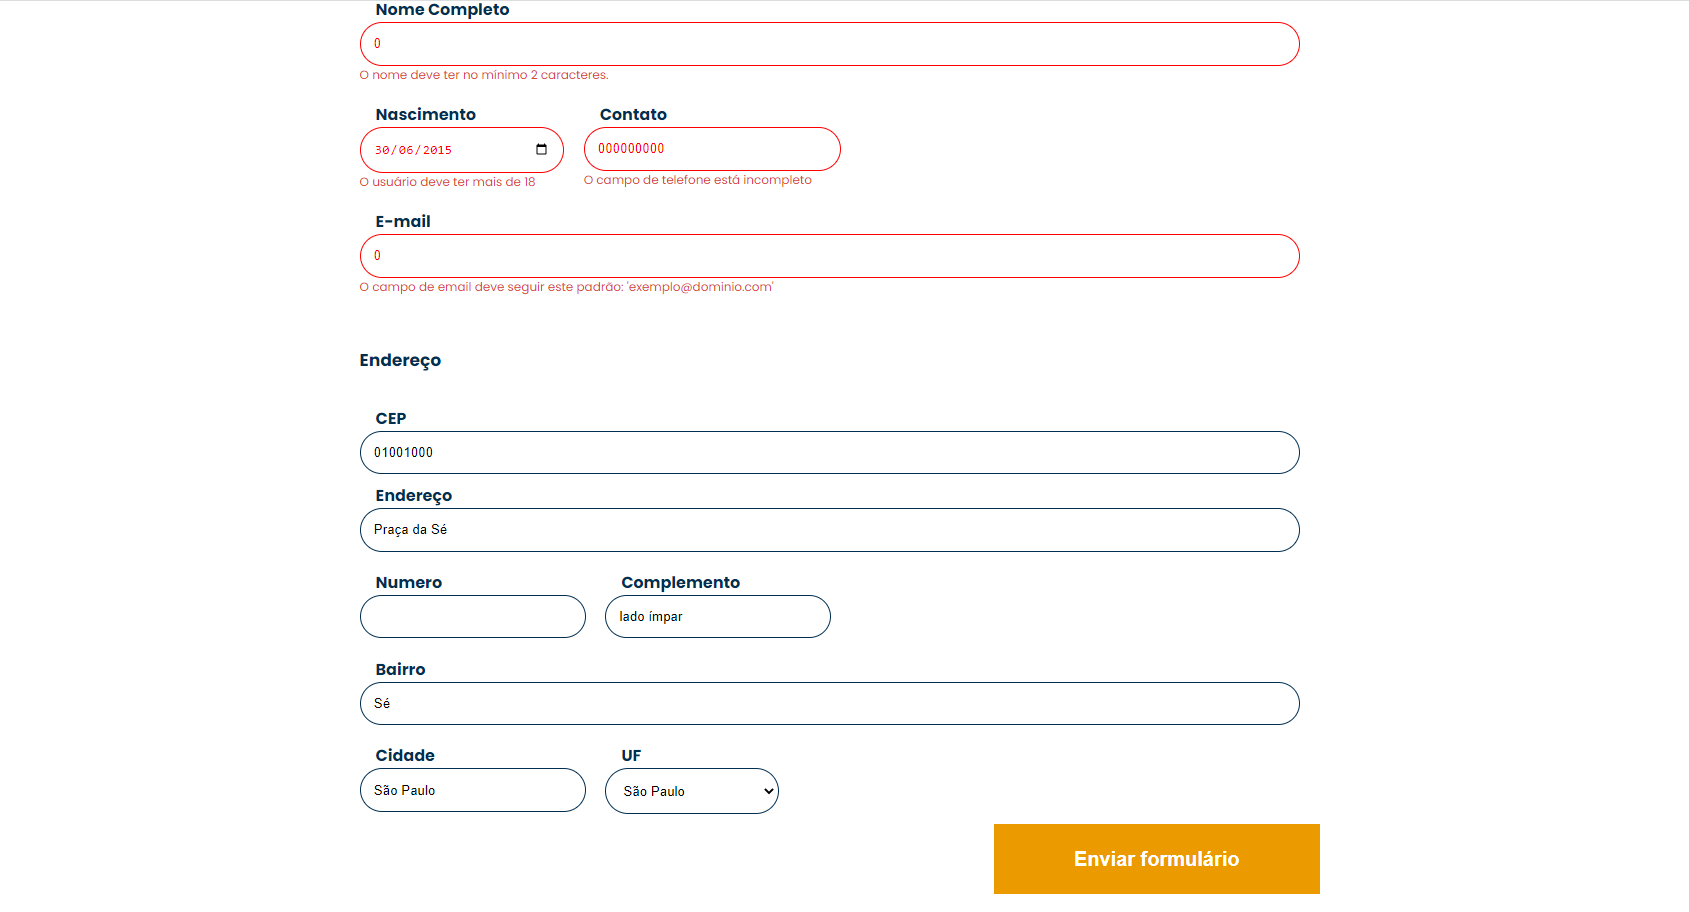 Nome Completo
0
O nome deve ter no mínimo 2 caracteres.
Nascimento Contato
30/06/2015 000000000
O usuário deve ter mais de 18 O campo de telefone está incompleto
E-mail
0
O campo de email deve seguir este padrão: 'exemplo@dominio.com'
Endereço
CEP
01001000
Endereço
Praça da Sé
Numero Complemento
lado ímpar
Bairro
Sé
Cidade UF
São Paulo São Paulo
Enviar formulário